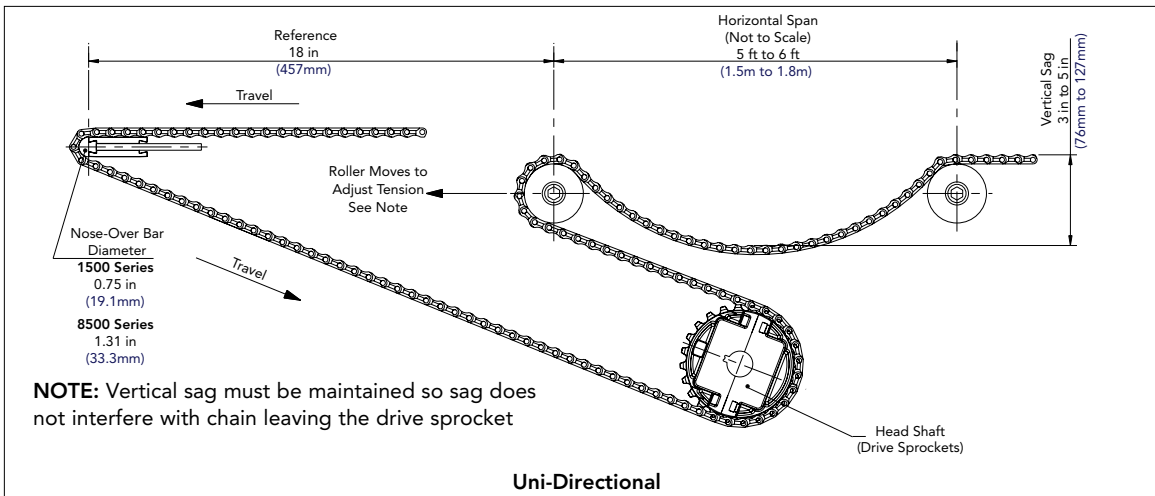 Reference
18 in
(457mm)
Horizontal Span
(Not to Scale)
5 ft to 6 ft
(1.5m to 1.8m)
Vertical Sag
3 in to 5 in
(76mm to 127mm)
Travel
Roller Moves to
Adjust Tension
See Note
Nose-Over Bar
Diameter
1500 Series
0.75 in
(19.1mm)
8500 Series
1.31 in
(33.3mm)
Travel
NOTE: Vertical sag must be maintained so sag does
not interfere with chain leaving the drive sprocket
Head Shaft
(Drive Sprockets)
Uni-Directional